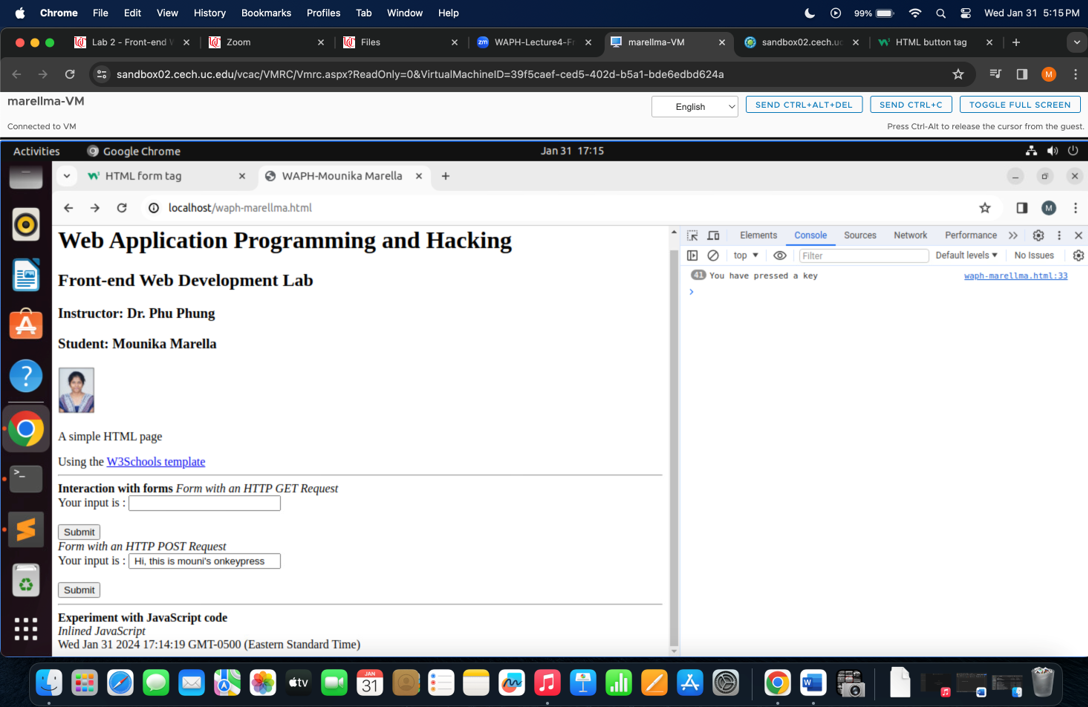 Chrome File Edit View History Bookmarks Profiles Tab Window Help 99% Wed Jan 31 5:15 PM
Lab 2 - Front-end W Zoom Files zm WAPH-Lecture4-Fr marellma-VM sandbox02.cech.uc HTML button tag
sandbox02.cech.uc.edu/vcac/VMRC/Vmrc.aspx?ReadOnly=0&VirtualMachineID=39f5caef-ced5-402d-b5a1-bde6edbd624a M
marellma-VM
English SEND CTRL+ALT+DEL SEND CTRL+C TOGGLE FULL SCREEN
Connected to VM Press Ctrl-Alt to release the cursor from the guest.
Activities Google Chrome Jan 31 17:15
HTML form tag WAPH-Mounika Marella
localhost/waph-marellma.html M
Elements Console Sources Network Performance
top Filter Default levels No Issues
41 You have pressed a key waph-marellma.html:33
Web Application Programming and Hacking
Front-end Web Development Lab
Instructor: Dr. Phu Phung
Student: Mounika Marella
A simple HTML page
Using the W3Schools template
Interaction with forms Form with an HTTP GET Request
Your input is :
Submit
Form with an HTTP POST Request
Your input is : Hi, this is mouni's onkeypress
Submit
Experiment with JavaScript code
Inlined JavaScript
Wed Jan 31 2024 17:14:19 GMT-0500 (Eastern Standard Time)
tv JAN 31